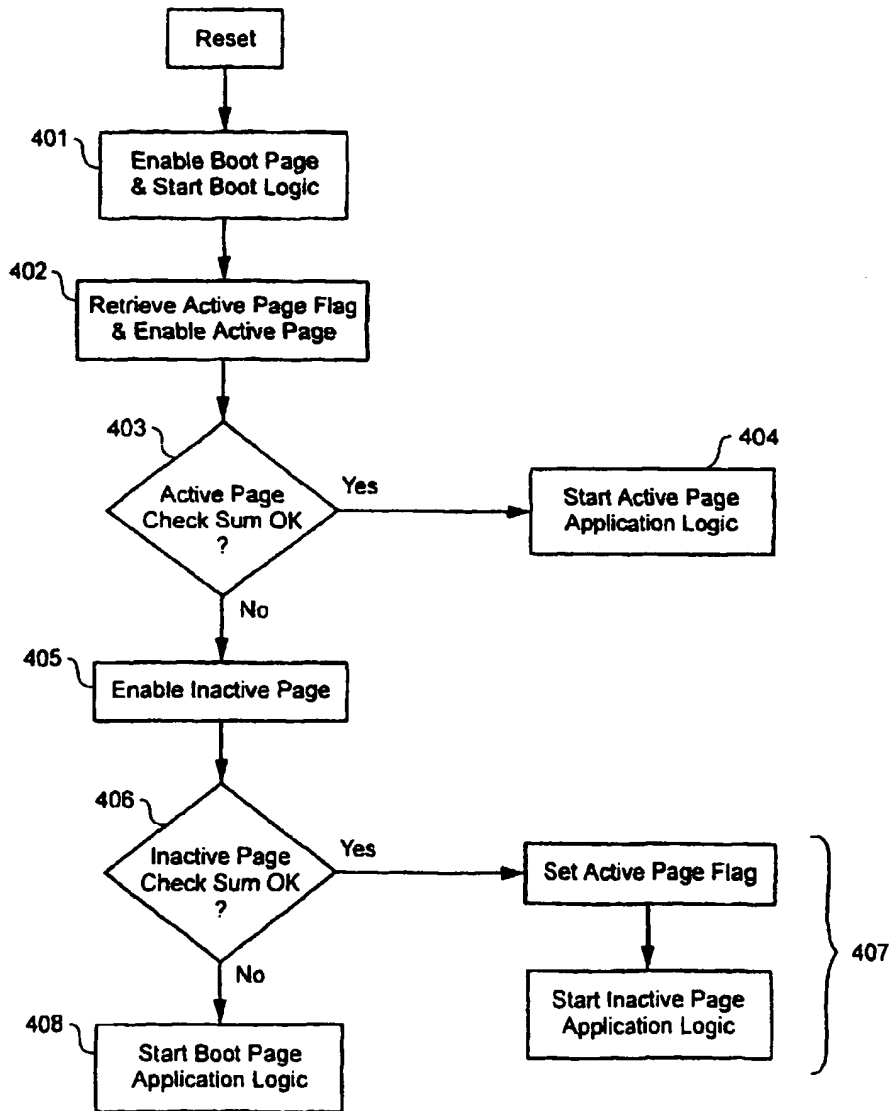 Reset
401
Enable Boot Page
& Start Boot Logic
402
Retrieve Active Page Flag
& Enable Active Page
403
Active Page
Check Sum OK
?
Yes
404
Start Active Page
Application Logic
No
405
Enable Inactive Page
406
Inactive Page
Check Sum OK
?
Yes
Set Active Page Flag
407
Start Inactive Page
Application Logic
No
408
Start Boot Page
Application Logic